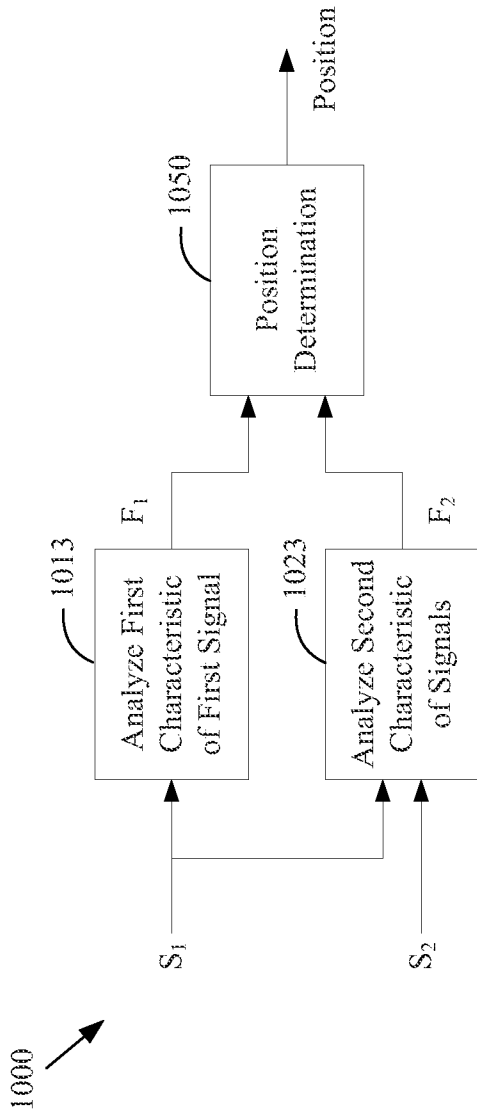 1000
S1
S2
1013
Analyze First
Characteristic
of First Signal
F1
1023
Analyze Second
Characteristic
of Signals
F2
1050
Position
Determination
Position